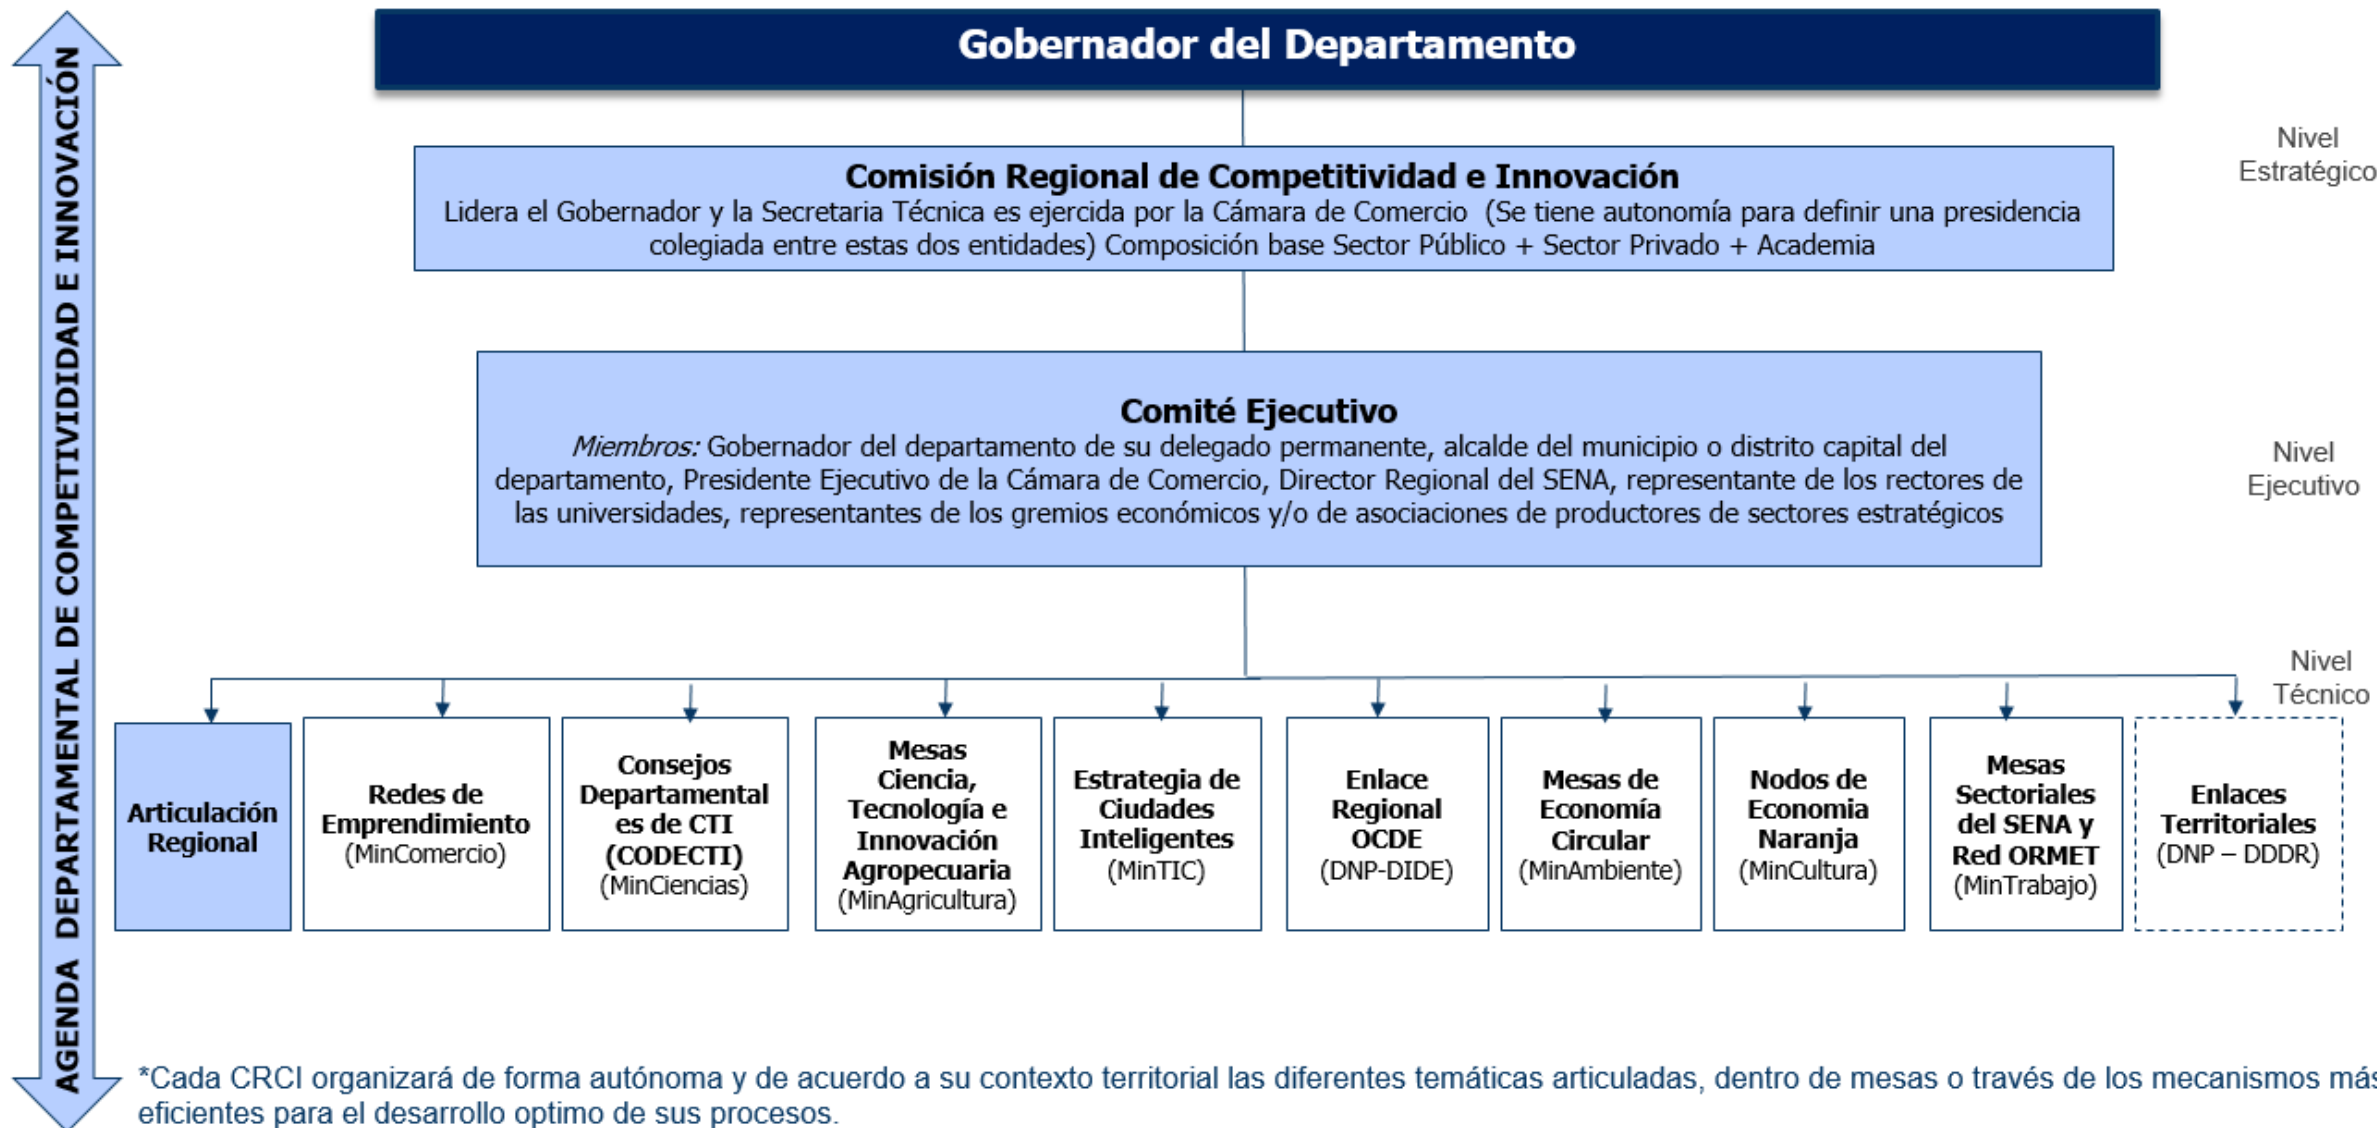 AGENDA DEPARTAMENTAL DE COMPETIVIDIDAD E INNOVACIÓN
Gobernador del Departamento
Nivel
Estratégico
Comisión Regional de Competitividad e Innovación
Lidera el Gobernador y la Secretaria Técnica es ejercida por la Cámara de Comercio (Se tiene autonomía para definir una presidencia
colegiada entre estas dos entidades) Composición base Sector Público + Sector Privado + Academia
Comité Ejecutivo
Miembros: Gobernador del departamento de su delegado permanente, alcalde del municipio o distrito capital del
departamento, Presidente Ejecutivo de la Cámara de Comercio, Director Regional del SENA, representante de los rectores de
las universidades, representantes de los gremios económicos y/o de asociaciones de productores de sectores estratégicos
Nivel
Ejecutivo
Nivel
Técnico
Articulación
Regional
Redes de
Emprendimiento
(MinComercio)
Consejos
Departamental
es de CTI
(CODECTI)
(MinCiencias)
Mesas
Ciencia,
Tecnología e
Innovación
Agropecuaria
(MinAgricultura)
Estrategia de
Ciudades
Inteligentes
(MinTIC)
Enlace
Regional
OCDE
(DNP-DIDE)
Mesas de
Economía
Circular
(MinAmbiente)
Nodos de
Economia
Naranja
(MinCultura)
Mesas
Sectoriales
del SENA y
Red ORMET
(MinTrabajo)
Enlaces
Territoriales
(DNP – DDDR)
*Cada CRCI organizará de forma autónoma y de acuerdo a su contexto territorial las diferentes temáticas articuladas, dentro de mesas o través de los mecanismos más
eficientes para el desarrollo optimo de sus procesos.